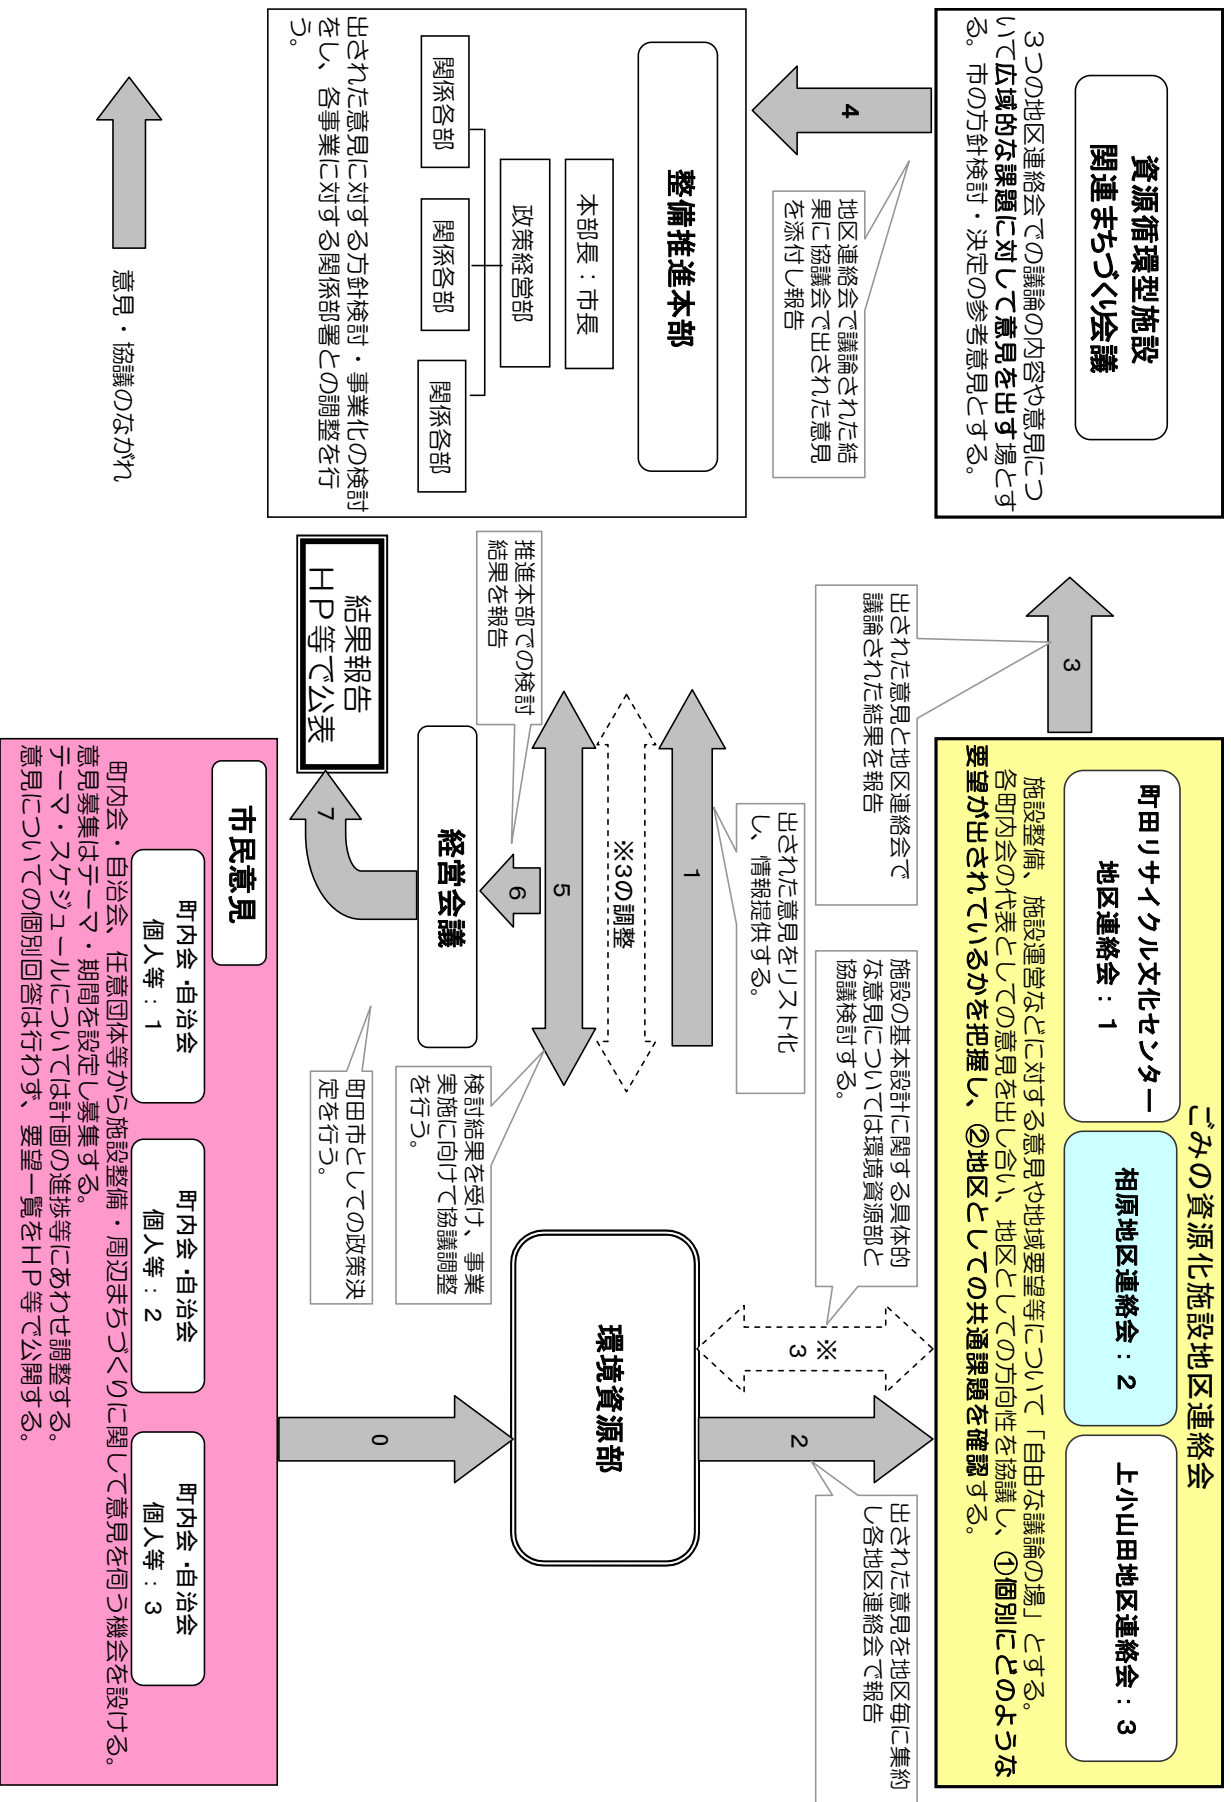 ごみの資源化施設地区連絡会
町田リサイクル文化センター
地区連絡会：1
相原地区連絡会：2
上小山田地区連絡会：3
施設整備、施設運営などに対する意見や地域要望等について「自由な議論の場」とする。
各町内会の代表としての意見を出し合い、地区としての方向性を協議し、①個別にどのような
要望が出されているかを把握し、②地区としての共通課題を確認する。
資源循環型施設
関連まちづくり会議
３つの地区連絡会での議論の内容や意見につ
いて広域的な課題に対して意見を出す場とす
る。市の方針検討・決定の参考意見とする。
3
出された意見と地区連絡会で
議論された結果を報告
4
地区連絡会で議論された結
果に協議会で出された意見
を添付し報告
整備推進本部
本部長：市長
政策経営部
関係各部
関係各部
関係各部
出された意見に対する方針検討・事業化の検討
をし、各事業に対する関係部署との調整を行
う。
意見・協議のながれ
出された意見をリスト化
し、情報提供する。
1
※3の調整
5
6
推進本部での検討
結果を報告
経営会議
7
結果報告
ＨＰ等で公表
施設の基本設計に関する具体的
な意見については環境資源部と
協議検討する。
※
3
2
出された意見を地区毎に集約
し各地区連絡会で報告
検討結果を受け、事業
実施に向けて協議調整
を行う。
町田市としての政策決
定を行う。
環境資源部
0
市民意見
町内会・自治会
個人等：1
町内会・自治会
個人等：2
町内会・自治会
個人等：3
町内会・自治会、任意団体等から施設整備・周辺まちづくりに関して意見を伺う機会を設ける。
意見募集はテーマ・期間を設定し募集する。
テーマ・スケジュールについては計画の進捗等にあわせ調整する。
意見についての個別回答は行わず、要望一覧をＨＰ等で公開する。